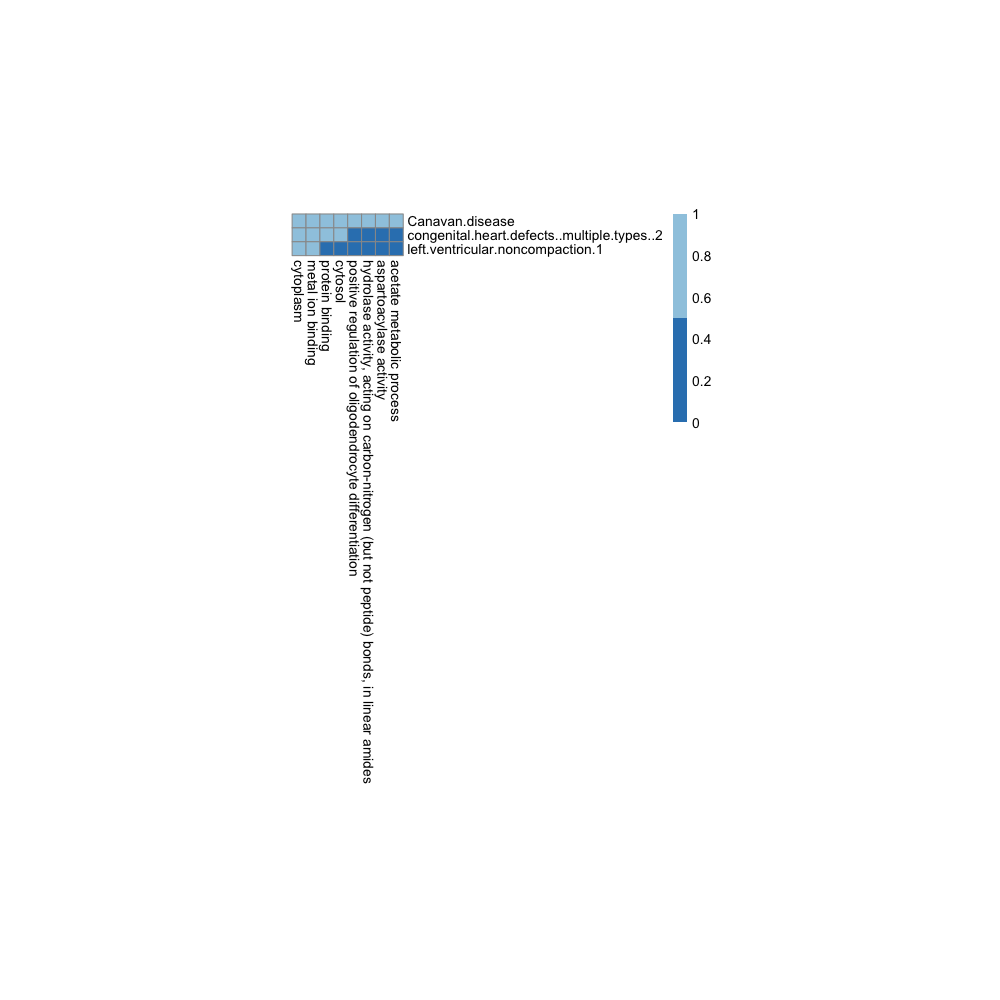 Canavan.disease
congenital.heart.defects..multiple.types..2
left.ventricular.noncompaction.1
cytoplasm
metal ion binding
protein binding
cytosol
positive regulation of oligodendrocyte differentiation
hydrolase activity, acting on carbon-nitrogen (but not peptide) bonds, in linear amides
aspartoacylase activity
acetate metabolic process
1
0.8
0.6
0.4
0.2
0